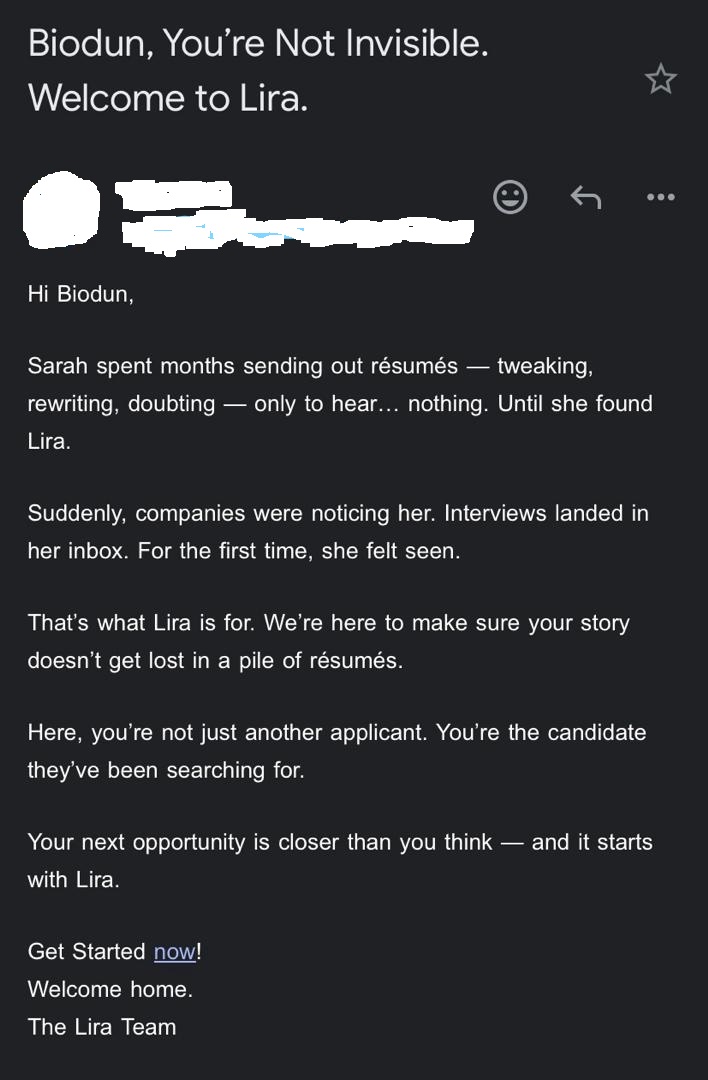 Biodun, You’re Not Invisible.
Welcome to Lira.
Hi Biodun,
Sarah spent months sending out résumés — tweaking,
rewriting, doubting — only to hear… nothing. Until she found
Lira.
Suddenly, companies were noticing her. Interviews landed in
her inbox. For the first time, she felt seen.
That’s what Lira is for. We’re here to make sure your story
doesn’t get lost in a pile of résumés.
Here, you’re not just another applicant. You’re the candidate
they’ve been searching for.
Your next opportunity is closer than you think — and it starts
with Lira.
Get Started now!
Welcome home.
The Lira Team